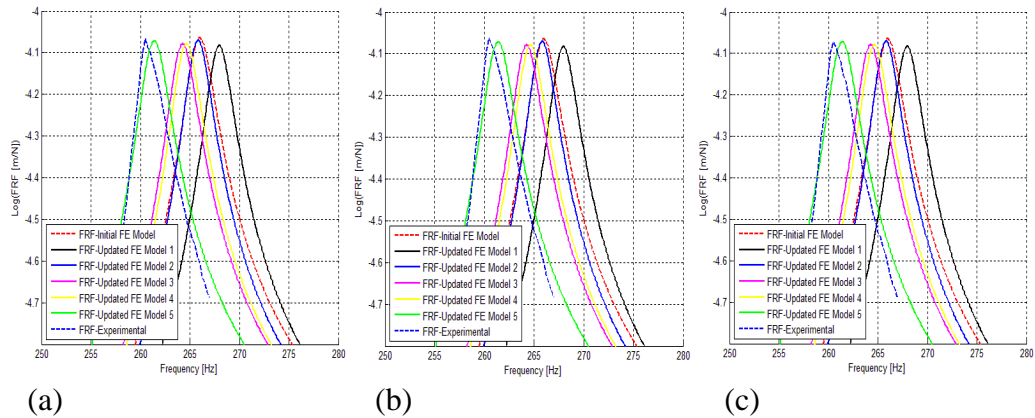 -4
-4.1
-4.2
-4.3
-4.4
-4.5
-4.6
-4.7
Log(FRF [m/N])
FRF-Initial FE Model
FRF-Updated FE Model 1
FRF-Updated FE Model 2
FRF-Updated FE Model 3
FRF-Updated FE Model 4
FRF-Updated FE Model 5
FRF-Experimental
250 255 260 265 270 275 280
Frequency [Hz]
(a)
-4
-4.1
-4.2
-4.3
-4.4
-4.5
-4.6
-4.7
Log(FRF [m/N])
FRF-Initial FE Model
FRF-Updated FE Model 1
FRF-Updated FE Model 2
FRF-Updated FE Model 3
FRF-Updated FE Model 4
FRF-Updated FE Model 5
FRF-Experimental
250 255 260 265 270 275 280
Frequency [Hz]
(b)
-4
-4.1
-4.2
-4.3
-4.4
-4.5
-4.6
-4.7
Log(FRF [m/N])
FRF-Initial FE Model
FRF-Updated FE Model 1
FRF-Updated FE Model 2
FRF-Updated FE Model 3
FRF-Updated FE Model 4
FRF-Updated FE Model 5
FRF-Experimental
250 255 260 265 270 275 280
Frequency [Hz]
(c)